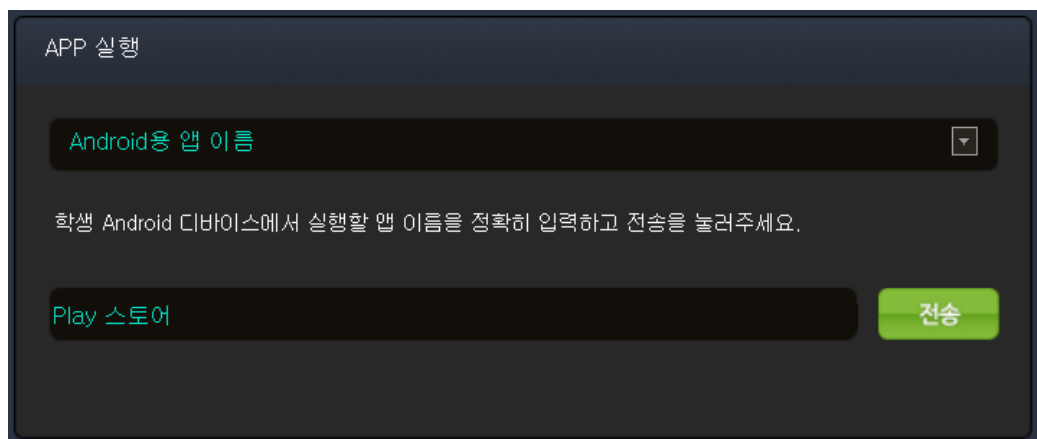 APP 실행
Android용 앱 이름
학생 Android 디바이스에서 실행할 앱 이름을 정확히 입력하고 전송을 눌러주세요.
Play 스토어
전송